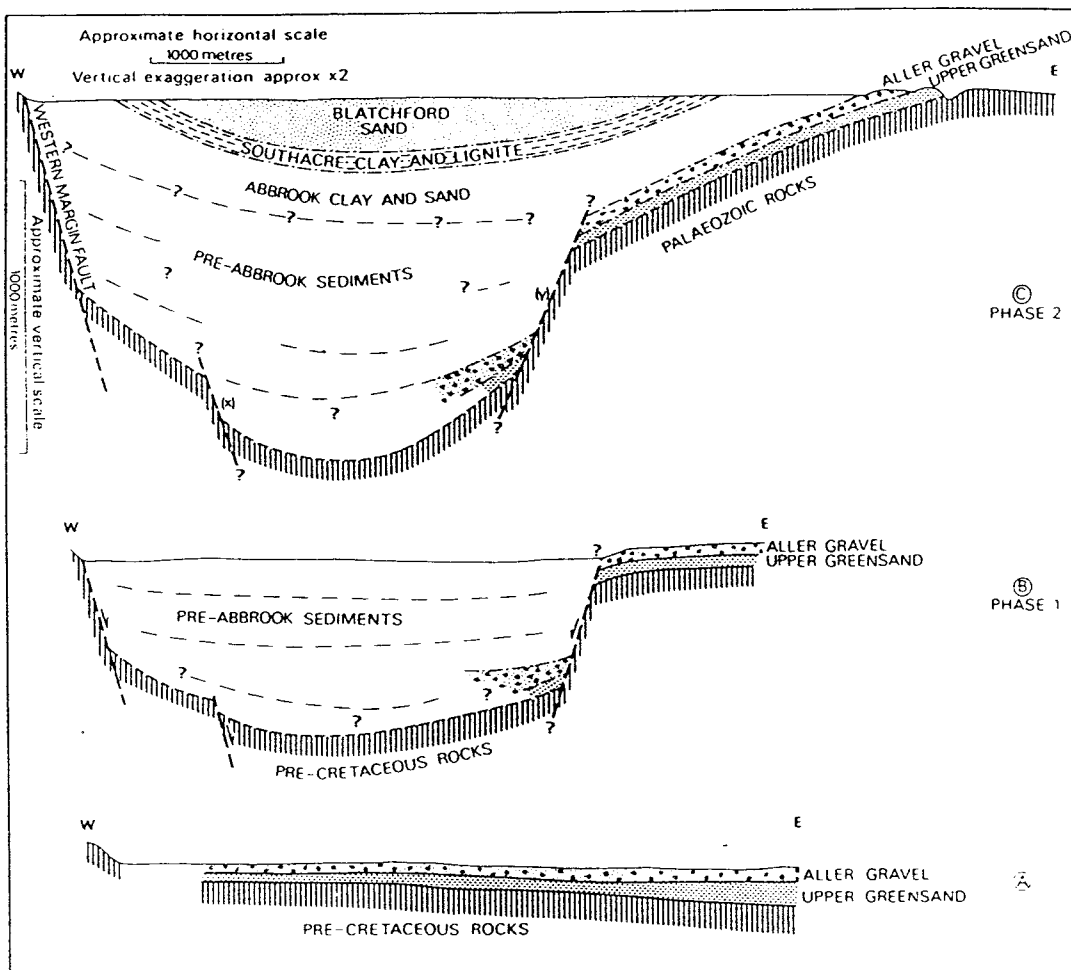 Approximate horizontal scale
1000 metres
Vertical exaggeration approx x2
W
ALLER GRAVEL
UPPER GREENSAND
E
BLATCHFORD
SAND
SOUTHACRE CLAY AND LIGNITE
WESTERN MARGIN FAULT
?
ABBROOK CLAY AND SAND
?
?
?
?
?
PALAEOZOIC ROCKS
Approximate vertical scale
1000 metres
PRE-ABBROOK SEDIMENTS
?
?
(Y)
C
PHASE 2
?
(X)
?
?
?
W
E
?
ALLER GRAVEL
UPPER GREENSAND
PRE-ABBROOK SEDIMENTS
B
PHASE 1
?
?
?
?
PRE-CRETACEOUS ROCKS
W
E
ALLER GRAVEL
A
UPPER GREENSAND
PRE-CRETACEOUS ROCKS